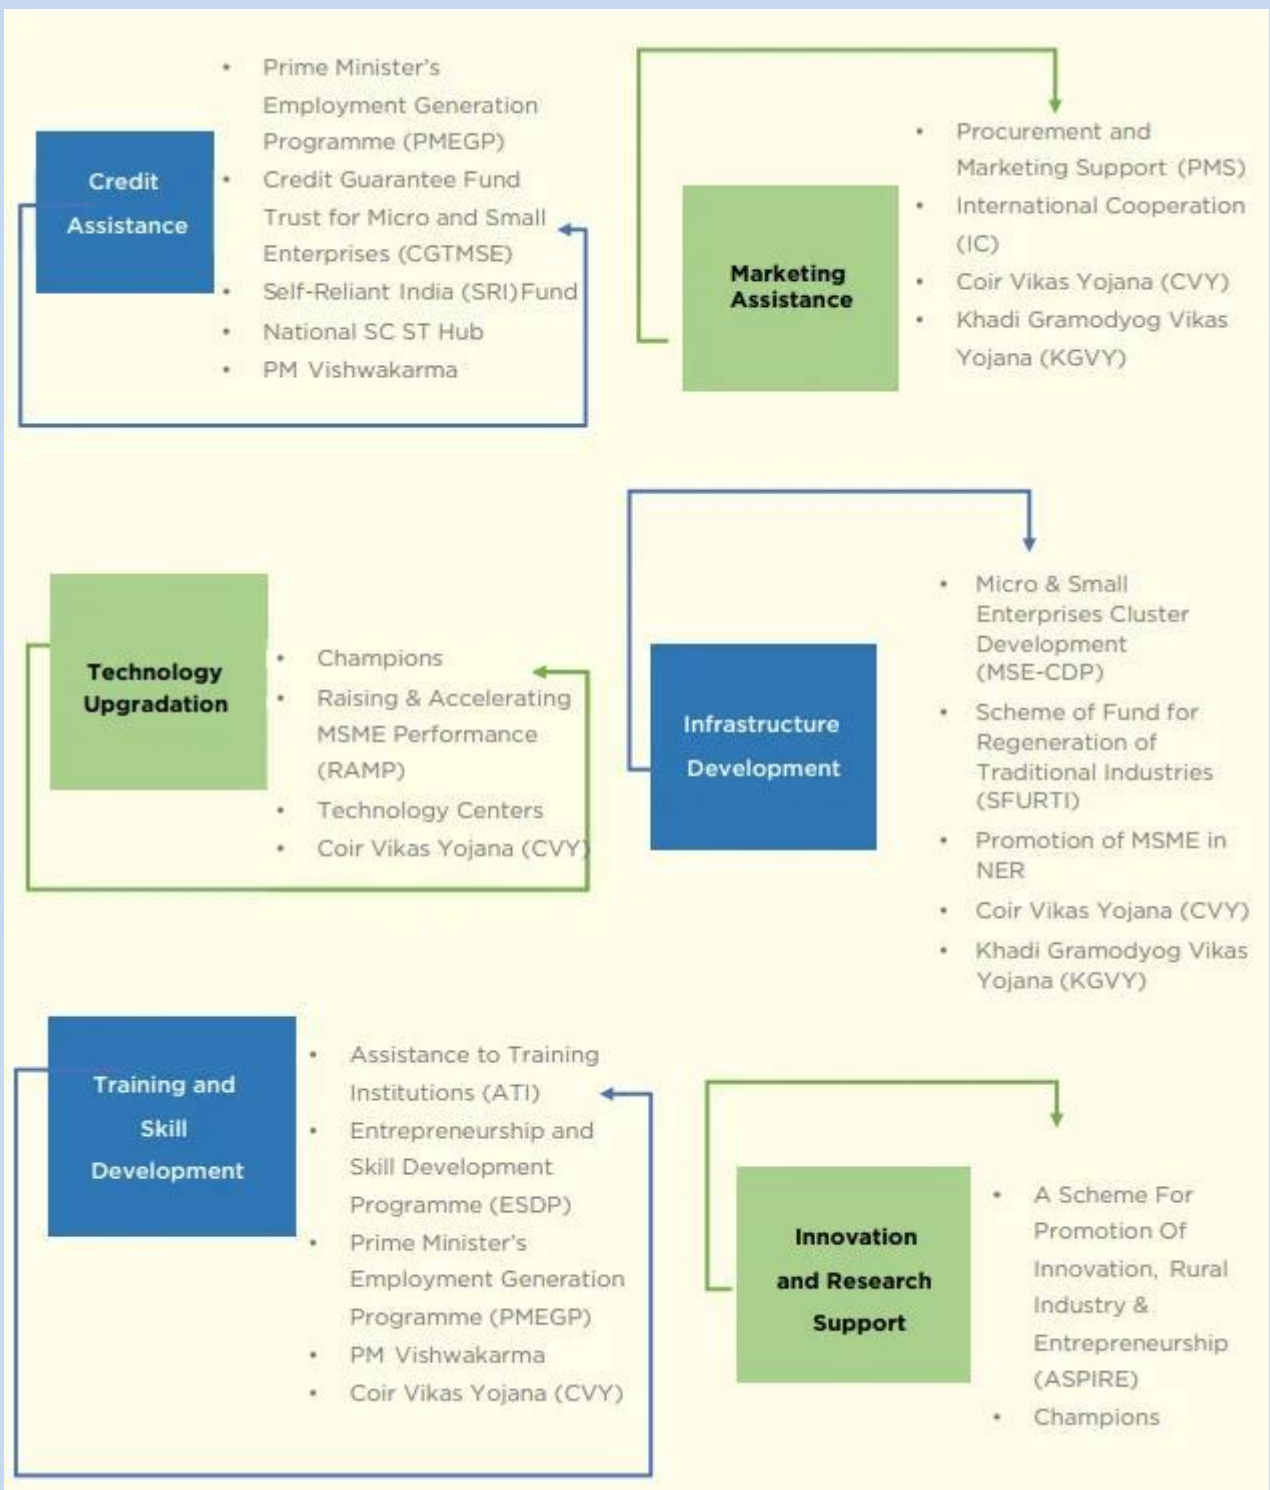 Credit
Assistance
• Prime Minister's
Employment Generation
Programme (PMEGP)
• Credit Guarantee Fund
Trust for Micro and Small
Enterprises (CGTMSE)
• Self-Reliant India (SRI)Fund
• National SC ST Hub
• PM Vishwakarma
Marketing
Assistance
• Procurement and
Marketing Support (PMS)
• International Cooperation
(IC)
• Coir Vikas Yojana (CVY)
• Khadi Gramodyog Vikas
Yojana (KGVY)
Technology
Upgradation
• Champions
• Raising & Accelerating
MSME Performance
(RAMP)
• Technology Centers
• Coir Vikas Yojana (CVY)
Infrastructure
Development
• Micro & Small
Enterprises Cluster
Development
(MSE-CDP)
• Scheme of Fund for
Regeneration of
Traditional Industries
(SFURTI)
• Promotion of MSME in
NER
• Coir Vikas Yojana (CVY)
• Khadi Gramodyog Vikas
Yojana (KGVY)
Training and
Skill
Development
• Assistance to Training
Institutions (ATI)
• Entrepreneurship and
Skill Development
Programme (ESDP)
• Prime Minister's
Employment Generation
Programme (PMEGP)
• PM Vishwakarma
• Coir Vikas Yojana (CVY)
Innovation
and Research
Support
• A Scheme For
Promotion Of
Innovation, Rural
Industry &
Entrepreneurship
(ASPIRE)
• Champions